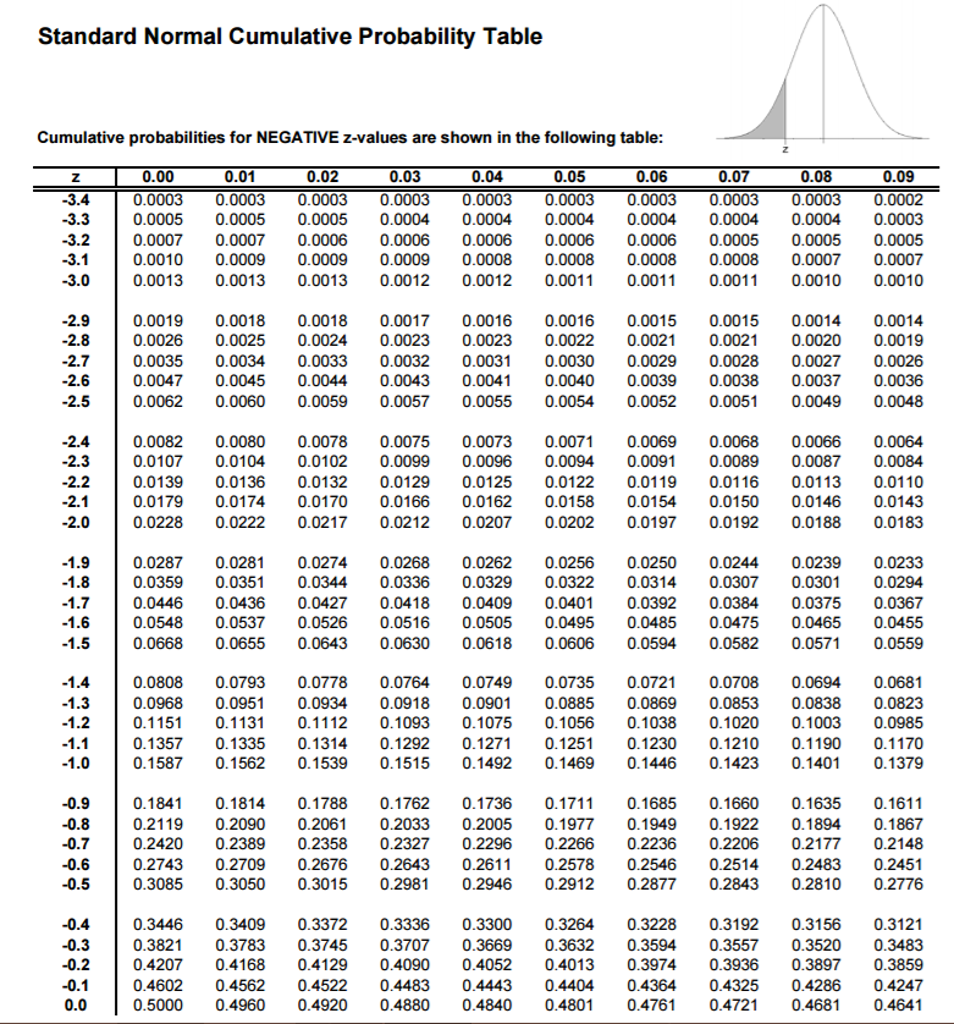 Standard Normal Cumulative Probability Table
Cumulative probabilities for NEGATIVE z-values are shown in the following table:
z
z 0.00 0.01 0.02 0.03 0.04 0.05 0.06 0.07 0.08 0.09
-3.4 0.0003 0.0003 0.0003 0.0003 0.0003 0.0003 0.0003 0.0003 0.0003 0.0002
-3.3 0.0005 0.0005 0.0005 0.0004 0.0004 0.0004 0.0004 0.0004 0.0004 0.0003
-3.2 0.0007 0.0007 0.0006 0.0006 0.0006 0.0006 0.0006 0.0005 0.0005 0.0005
-3.1 0.0010 0.0009 0.0009 0.0009 0.0008 0.0008 0.0008 0.0008 0.0007 0.0007
-3.0 0.0013 0.0013 0.0013 0.0012 0.0012 0.0011 0.0011 0.0011 0.0010 0.0010
-2.9 0.0019 0.0018 0.0018 0.0017 0.0016 0.0016 0.0015 0.0015 0.0014 0.0014
-2.8 0.0026 0.0025 0.0024 0.0023 0.0023 0.0022 0.0021 0.0021 0.0020 0.0019
-2.7 0.0035 0.0034 0.0033 0.0032 0.0031 0.0030 0.0029 0.0028 0.0027 0.0026
-2.6 0.0047 0.0045 0.0044 0.0043 0.0041 0.0040 0.0039 0.0038 0.0037 0.0036
-2.5 0.0062 0.0060 0.0059 0.0057 0.0055 0.0054 0.0052 0.0051 0.0049 0.0048
-2.4 0.0082 0.0080 0.0078 0.0075 0.0073 0.0071 0.0069 0.0068 0.0066 0.0064
-2.3 0.0107 0.0104 0.0102 0.0099 0.0096 0.0094 0.0091 0.0089 0.0087 0.0084
-2.2 0.0139 0.0136 0.0132 0.0129 0.0125 0.0122 0.0119 0.0116 0.0113 0.0110
-2.1 0.0179 0.0174 0.0170 0.0166 0.0162 0.0158 0.0154 0.0150 0.0146 0.0143
-2.0 0.0228 0.0222 0.0217 0.0212 0.0207 0.0202 0.0197 0.0192 0.0188 0.0183
-1.9 0.0287 0.0281 0.0274 0.0268 0.0262 0.0256 0.0250 0.0244 0.0239 0.0233
-1.8 0.0359 0.0351 0.0344 0.0336 0.0329 0.0322 0.0314 0.0307 0.0301 0.0294
-1.7 0.0446 0.0436 0.0427 0.0418 0.0409 0.0401 0.0392 0.0384 0.0375 0.0367
-1.6 0.0548 0.0537 0.0526 0.0516 0.0505 0.0495 0.0485 0.0475 0.0465 0.0455
-1.5 0.0668 0.0655 0.0643 0.0630 0.0618 0.0606 0.0594 0.0582 0.0571 0.0559
-1.4 0.0808 0.0793 0.0778 0.0764 0.0749 0.0735 0.0721 0.0708 0.0694 0.0681
-1.3 0.0968 0.0951 0.0934 0.0918 0.0901 0.0885 0.0869 0.0853 0.0838 0.0823
-1.2 0.1151 0.1131 0.1112 0.1093 0.1075 0.1056 0.1038 0.1020 0.1003 0.0985
-1.1 0.1357 0.1335 0.1314 0.1292 0.1271 0.1251 0.1230 0.1210 0.1190 0.1170
-1.0 0.1587 0.1562 0.1539 0.1515 0.1492 0.1469 0.1446 0.1423 0.1401 0.1379
-0.9 0.1841 0.1814 0.1788 0.1762 0.1736 0.1711 0.1685 0.1660 0.1635 0.1611
-0.8 0.2119 0.2090 0.2061 0.2033 0.2005 0.1977 0.1949 0.1922 0.1894 0.1867
-0.7 0.2420 0.2389 0.2358 0.2327 0.2296 0.2266 0.2236 0.2206 0.2177 0.2148
-0.6 0.2743 0.2709 0.2676 0.2643 0.2611 0.2578 0.2546 0.2514 0.2483 0.2451
-0.5 0.3085 0.3050 0.3015 0.2981 0.2946 0.2912 0.2877 0.2843 0.2810 0.2776
-0.4 0.3446 0.3409 0.3372 0.3336 0.3300 0.3264 0.3228 0.3192 0.3156 0.3121
-0.3 0.3821 0.3783 0.3745 0.3707 0.3669 0.3632 0.3594 0.3557 0.3520 0.3483
-0.2 0.4207 0.4168 0.4129 0.4090 0.4052 0.4013 0.3974 0.3936 0.3897 0.3859
-0.1 0.4602 0.4562 0.4522 0.4483 0.4443 0.4404 0.4364 0.4325 0.4286 0.4247
0.0 0.5000 0.4960 0.4920 0.4880 0.4840 0.4801 0.4761 0.4721 0.4681 0.4641